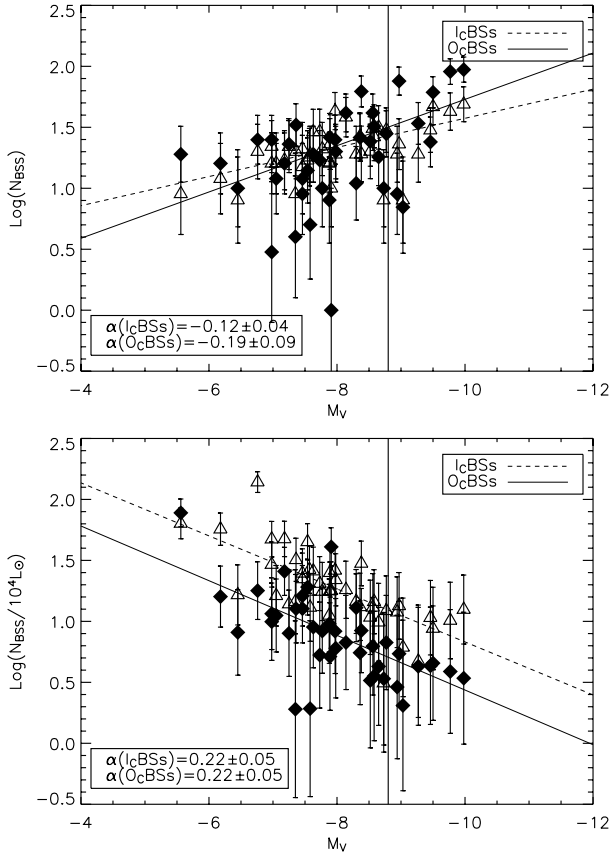 2.5
2.0
1.5
1.0
0.5
0.0
−0.5
Log(N_BSS)
I_CBSs
O_CBSs
α(I_CBSs)=−0.12±0.04
α(O_CBSs)=−0.19±0.09
−4 −6 −8 −10 −12
M_V
2.5
2.0
1.5
1.0
0.5
0.0
−0.5
Log(N_BSS/10⁴L⊙)
I_CBSs
O_CBSs
α(I_CBSs)=0.22±0.05
α(O_CBSs)=0.22±0.05
−4 −6 −8 −10 −12
M_V